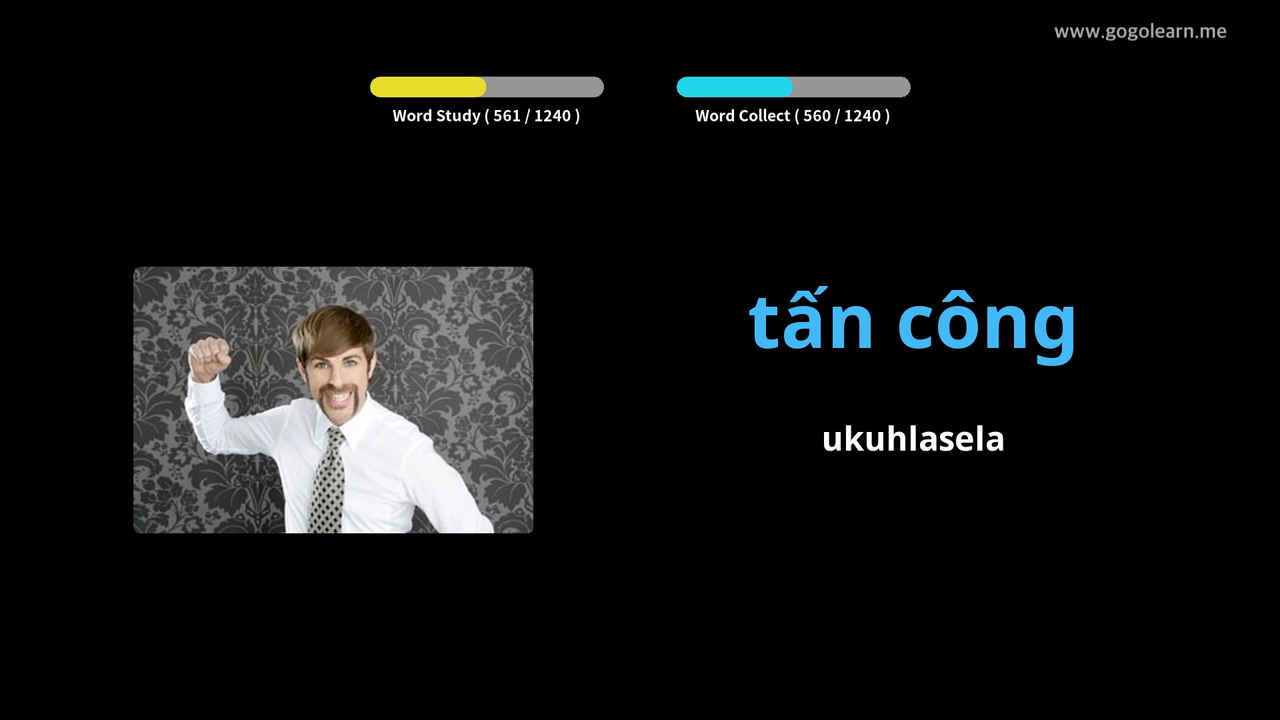 www.gogolearn.me
Word Study ( 561 / 1240 )
Word Collect ( 560 / 1240 )
tấn công
ukuhlasela